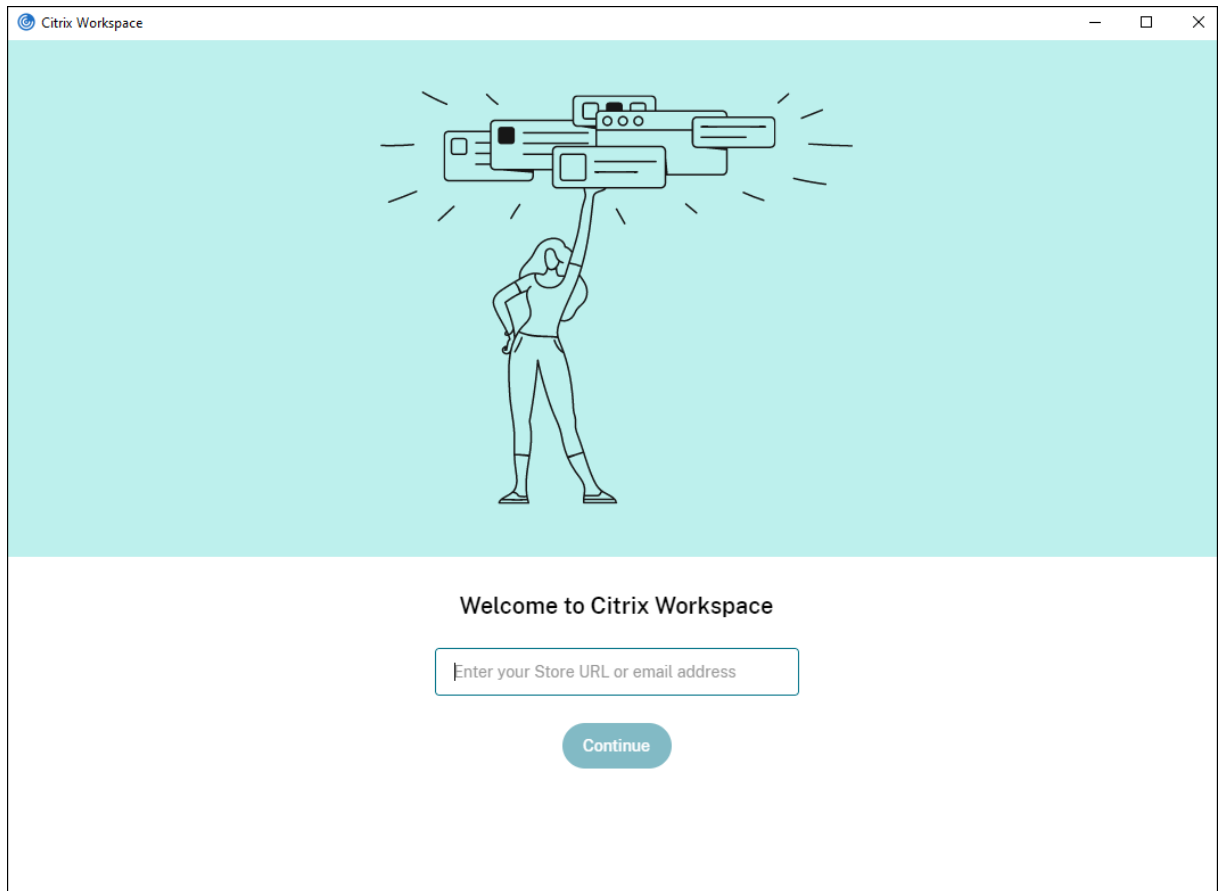 Citrix Workspace
Welcome to Citrix Workspace
Enter your Store URL or email address
Continue